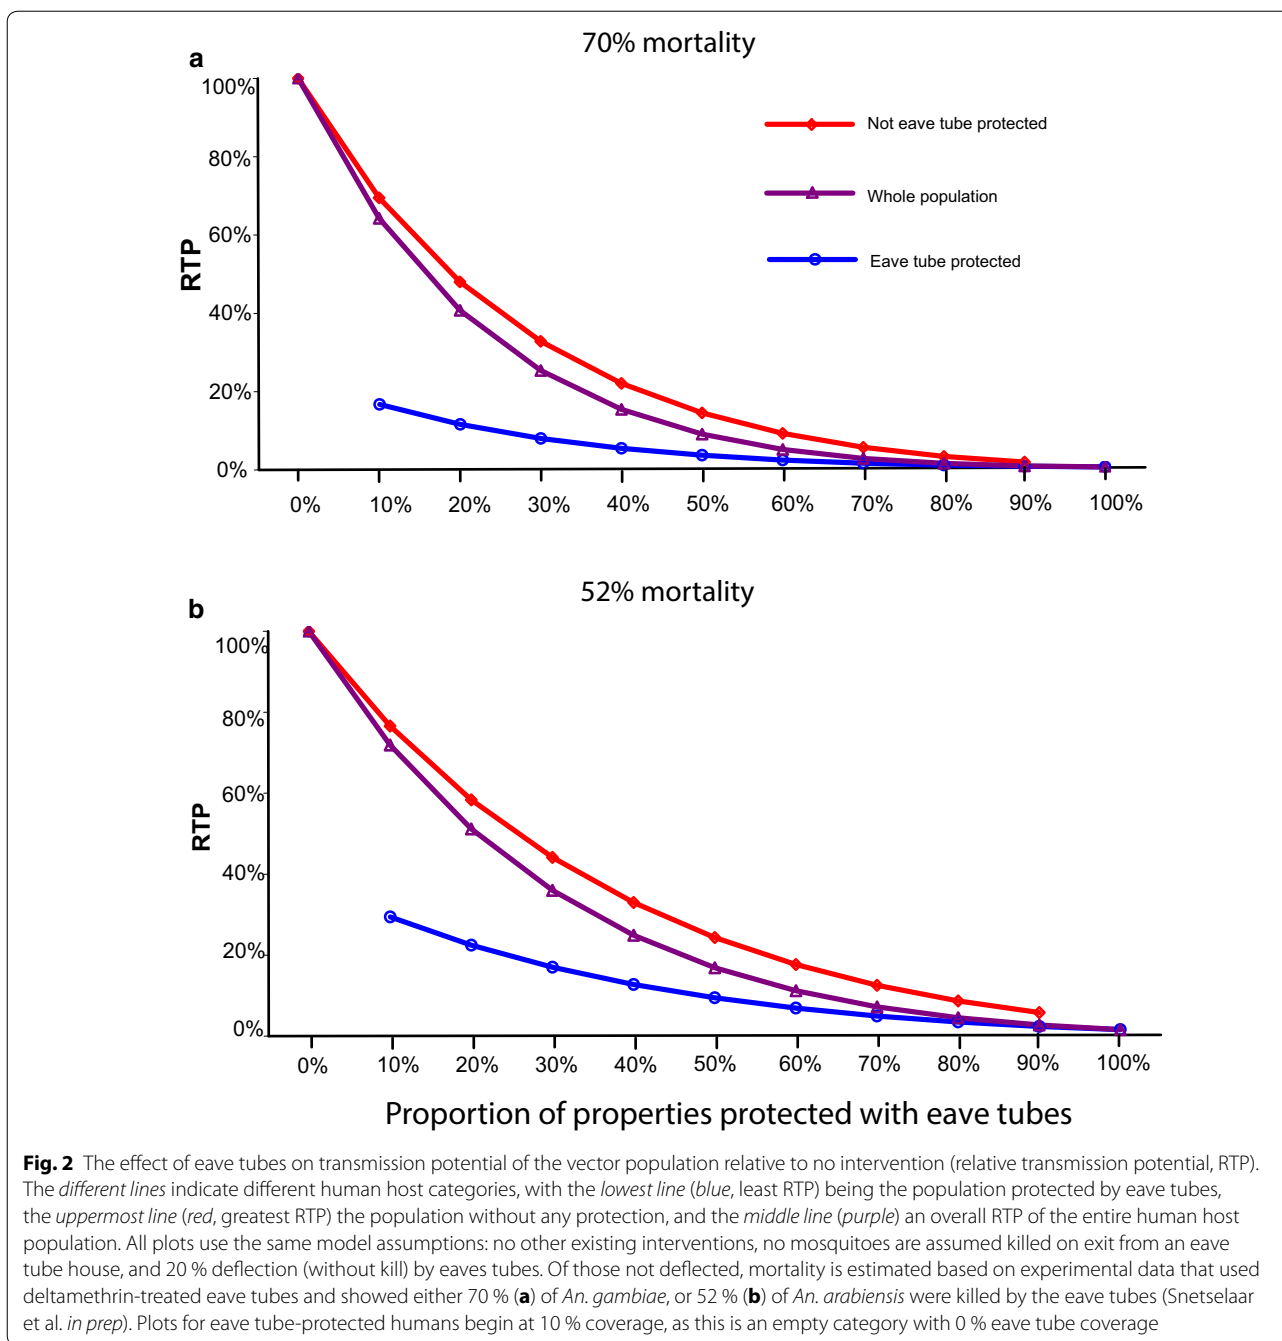 70% mortality
a
100%
80%
60%
40%
20%
0%
RTP
Not eave tube protected
Whole population
Eave tube protected
0% 10% 20% 30% 40% 50% 60% 70% 80% 90% 100%
52% mortality
b
100%
80%
60%
40%
20%
0%
RTP
0% 10% 20% 30% 40% 50% 60% 70% 80% 90% 100%
Proportion of properties protected with eave tubes
Fig. 2 The effect of eave tubes on transmission potential of the vector population relative to no intervention (relative transmission potential, RTP).
The different lines indicate different human host categories, with the lowest line (blue, least RTP) being the population protected by eave tubes,
the uppermost line (red, greatest RTP) the population without any protection, and the middle line (purple) an overall RTP of the entire human host
population. All plots use the same model assumptions: no other existing interventions, no mosquitoes are assumed killed on exit from an eave
tube house, and 20 % deflection (without kill) by eaves tubes. Of those not deflected, mortality is estimated based on experimental data that used
deltamethrin-treated eave tubes and showed either 70 % (a) of An. gambiae, or 52 % (b) of An. arabiensis were killed by the eave tubes (Snetselaar
et al. in prep). Plots for eave tube-protected humans begin at 10 % coverage, as this is an empty category with 0 % eave tube coverage